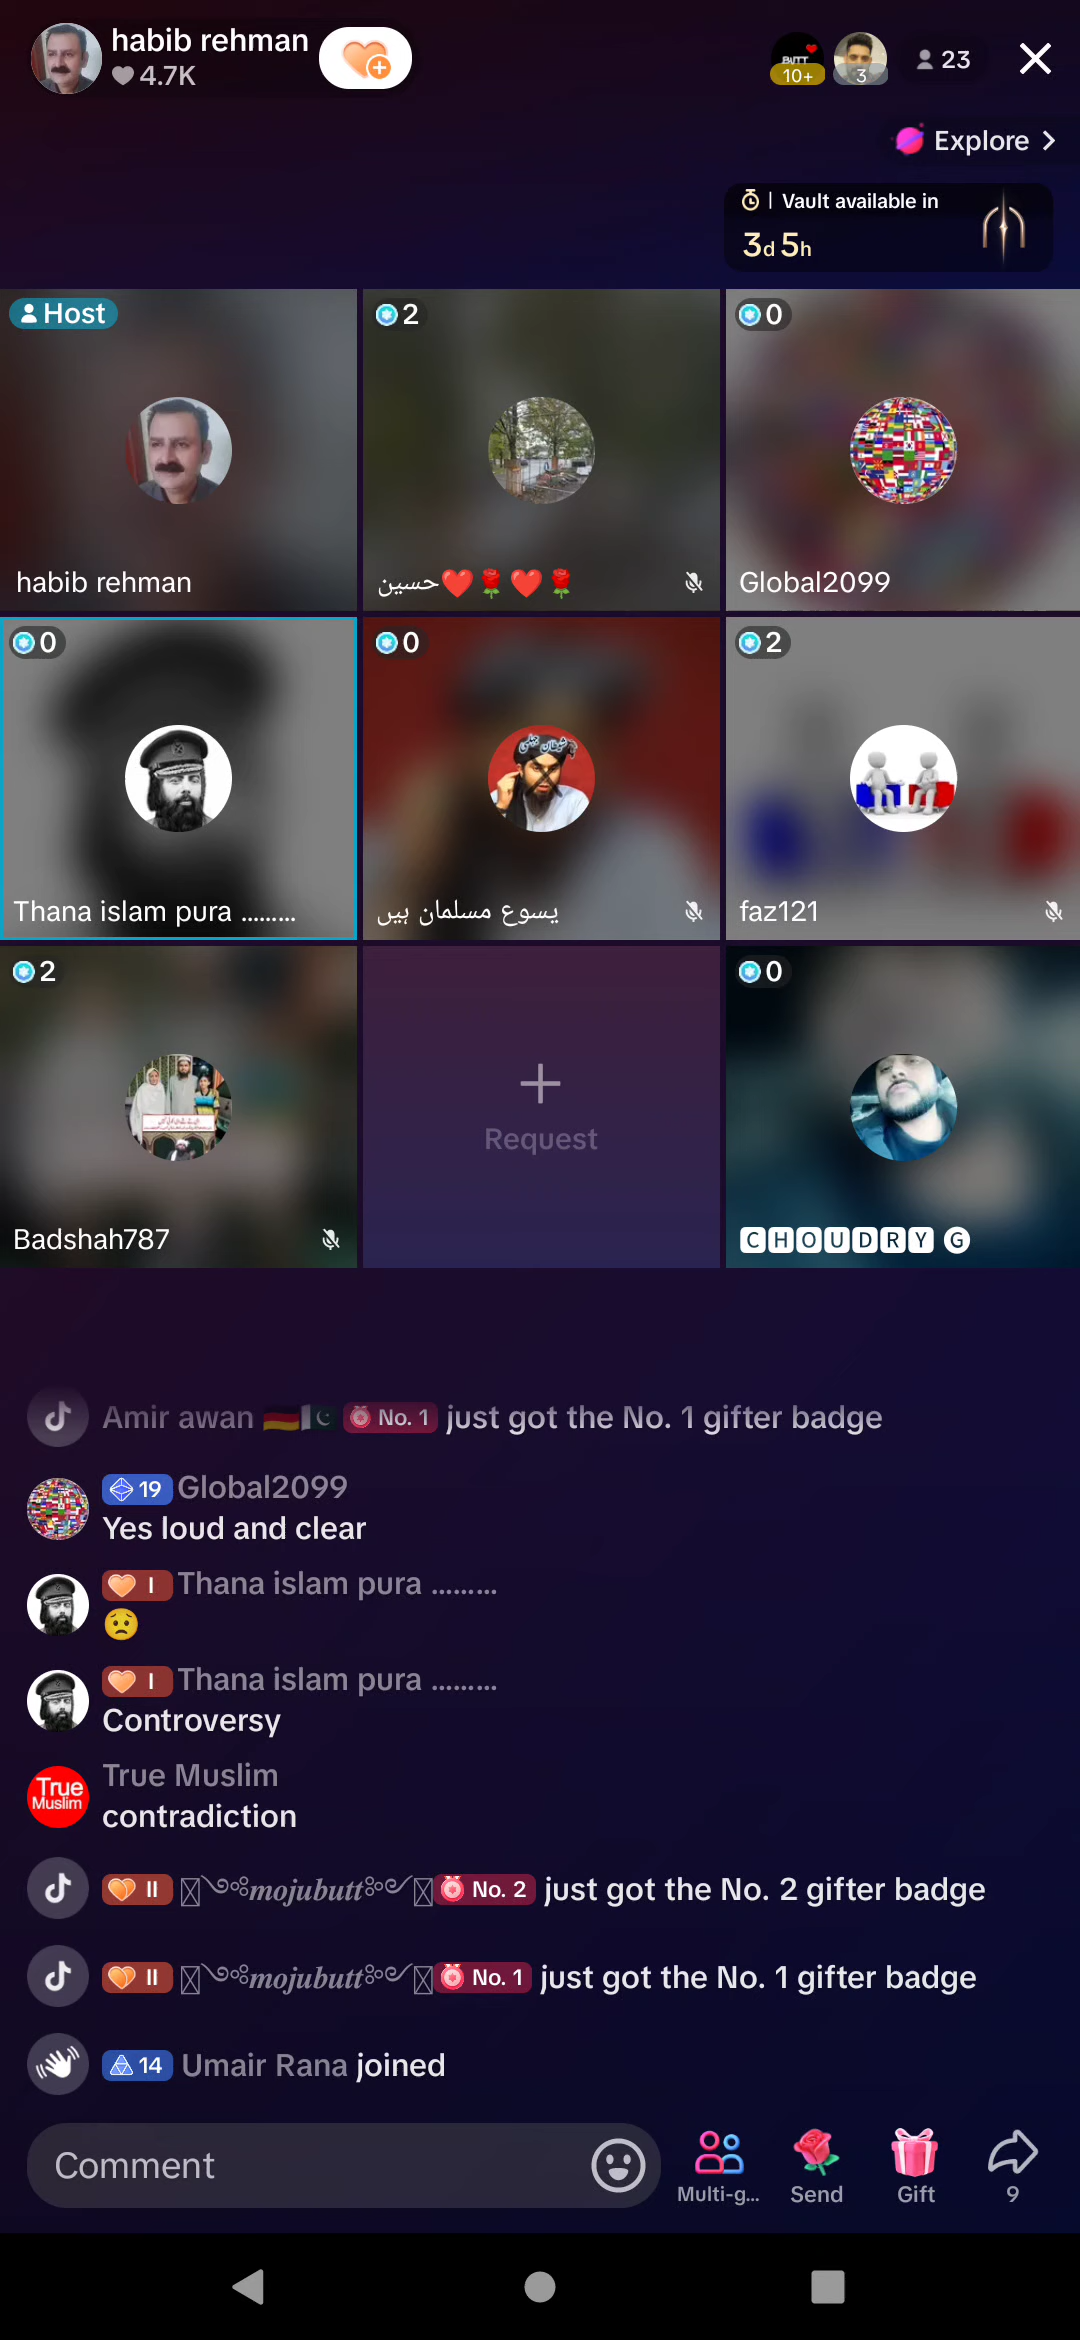 habib rehman
4.7K
10+
3
23
Explore
Vault available in
3d 5h
Host
2
0
habib rehman
حسین❤️🌹❤️🌹
Global2099
0
0
2
Thana islam pura .........
یسوع مسلمان ہیں
faz121
2
0
Request
Badshah787
CHOUDRY G
Amir awan 🇩🇪🇵🇰 No. 1 just got the No. 1 gifter badge
19 Global2099
Yes loud and clear
I Thana islam pura .........
😟
I Thana islam pura .........
Controversy
True Muslim
True Muslim
contradiction
II mojubutt No. 2 just got the No. 2 gifter badge
II mojubutt No. 1 just got the No. 1 gifter badge
14 Umair Rana joined
Comment
Multi-g...
Send
Gift
9